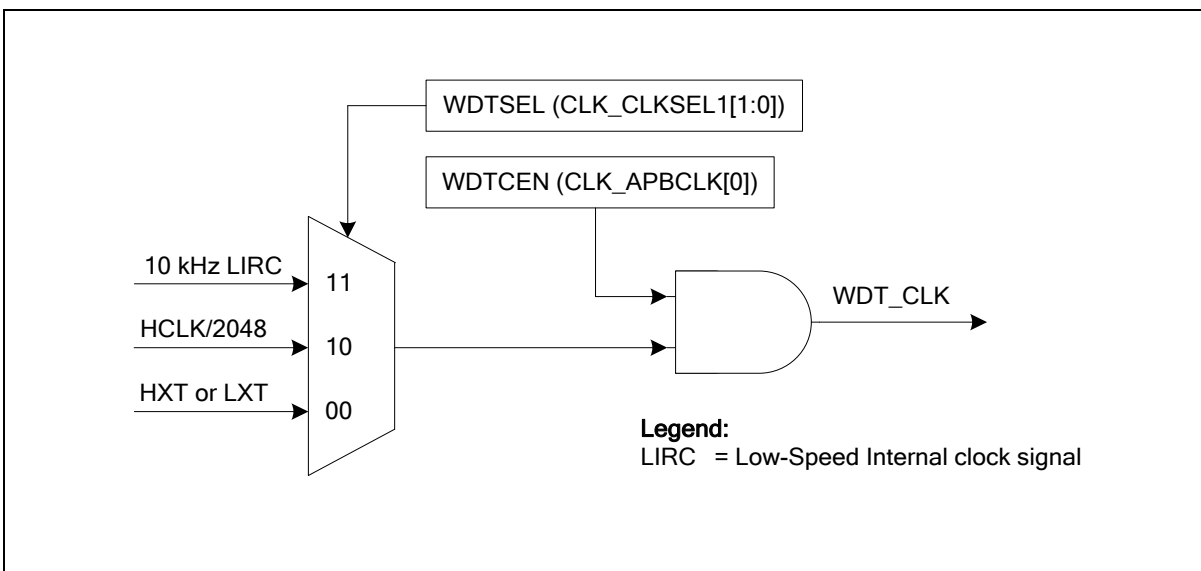 WDTSEL (CLK_CLKSEL1[1:0])
WDTCEN (CLK_APBCLK[0])
10 kHz LIRC
11
HCLK/2048
10
HXT or LXT
00
WDT_CLK
Legend:
LIRC = Low-Speed Internal clock signal